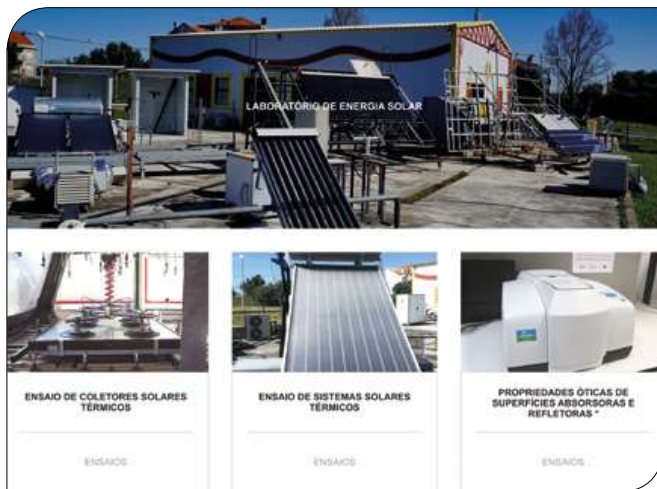 LABORATÓRIO DE ENERGIA SOLAR
ENSAIO DE COLETORES SOLARES
TÉRMICOS
ENSAIOS
ENSAIO DE SISTEMAS SOLARES
TÉRMICOS
ENSAIOS
PROPRIEDADES ÓTICAS DE
SUPERFÍCIES ABSORSORAS E
REFLETORAS *
ENSAIOS